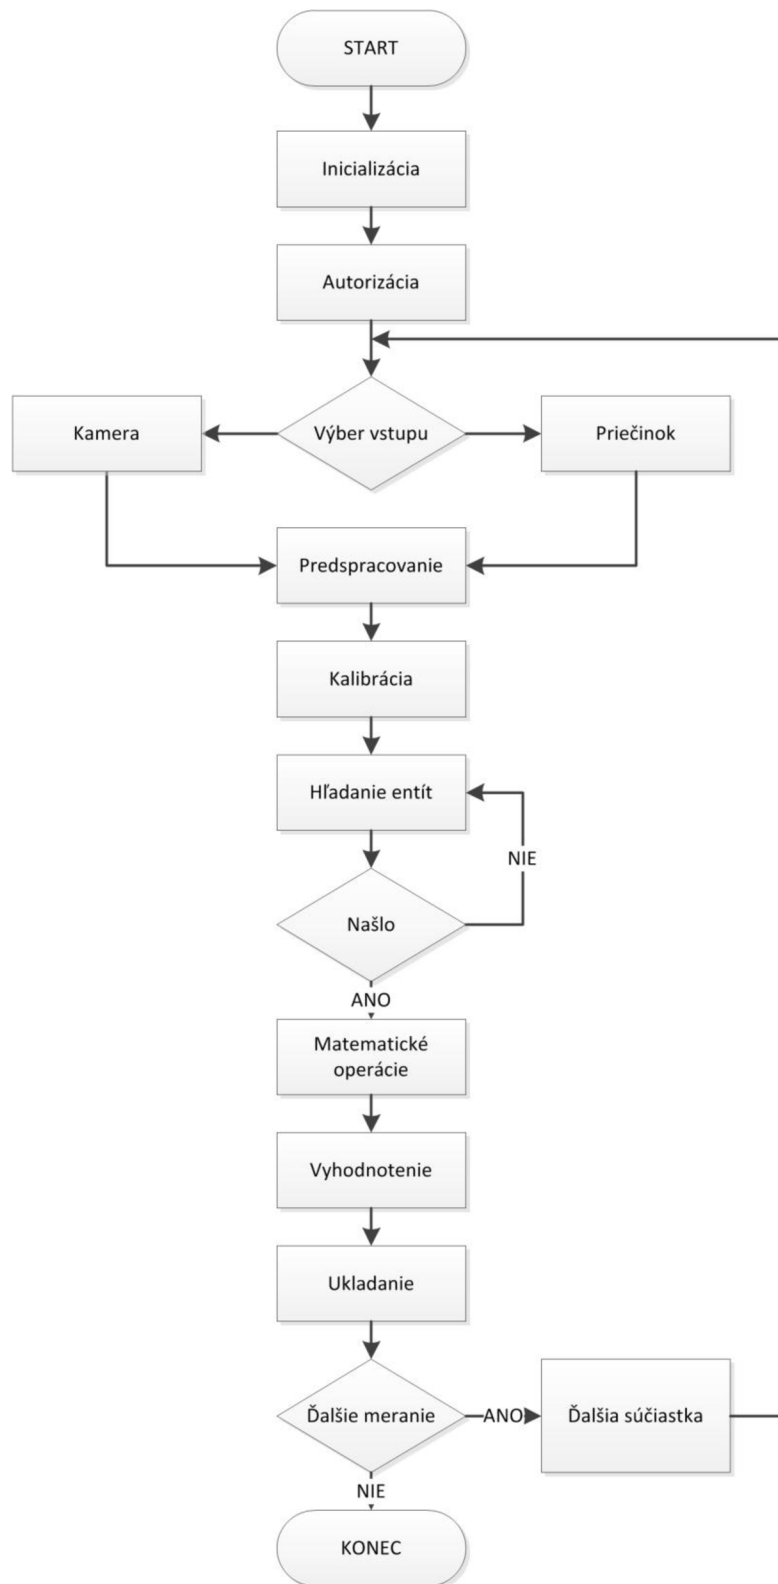 START
Inicializácia
Autorizácia
Kamera
Výber vstupu
Priečinok
Predspracovanie
Kalibrácia
Hľadanie entít
NIE
Našlo
ANO
Matematické
operácie
Vyhodnotenie
Ukladanie
Ďalšie meranie
ANO
Ďalšia súčiastka
NIE
KONEC